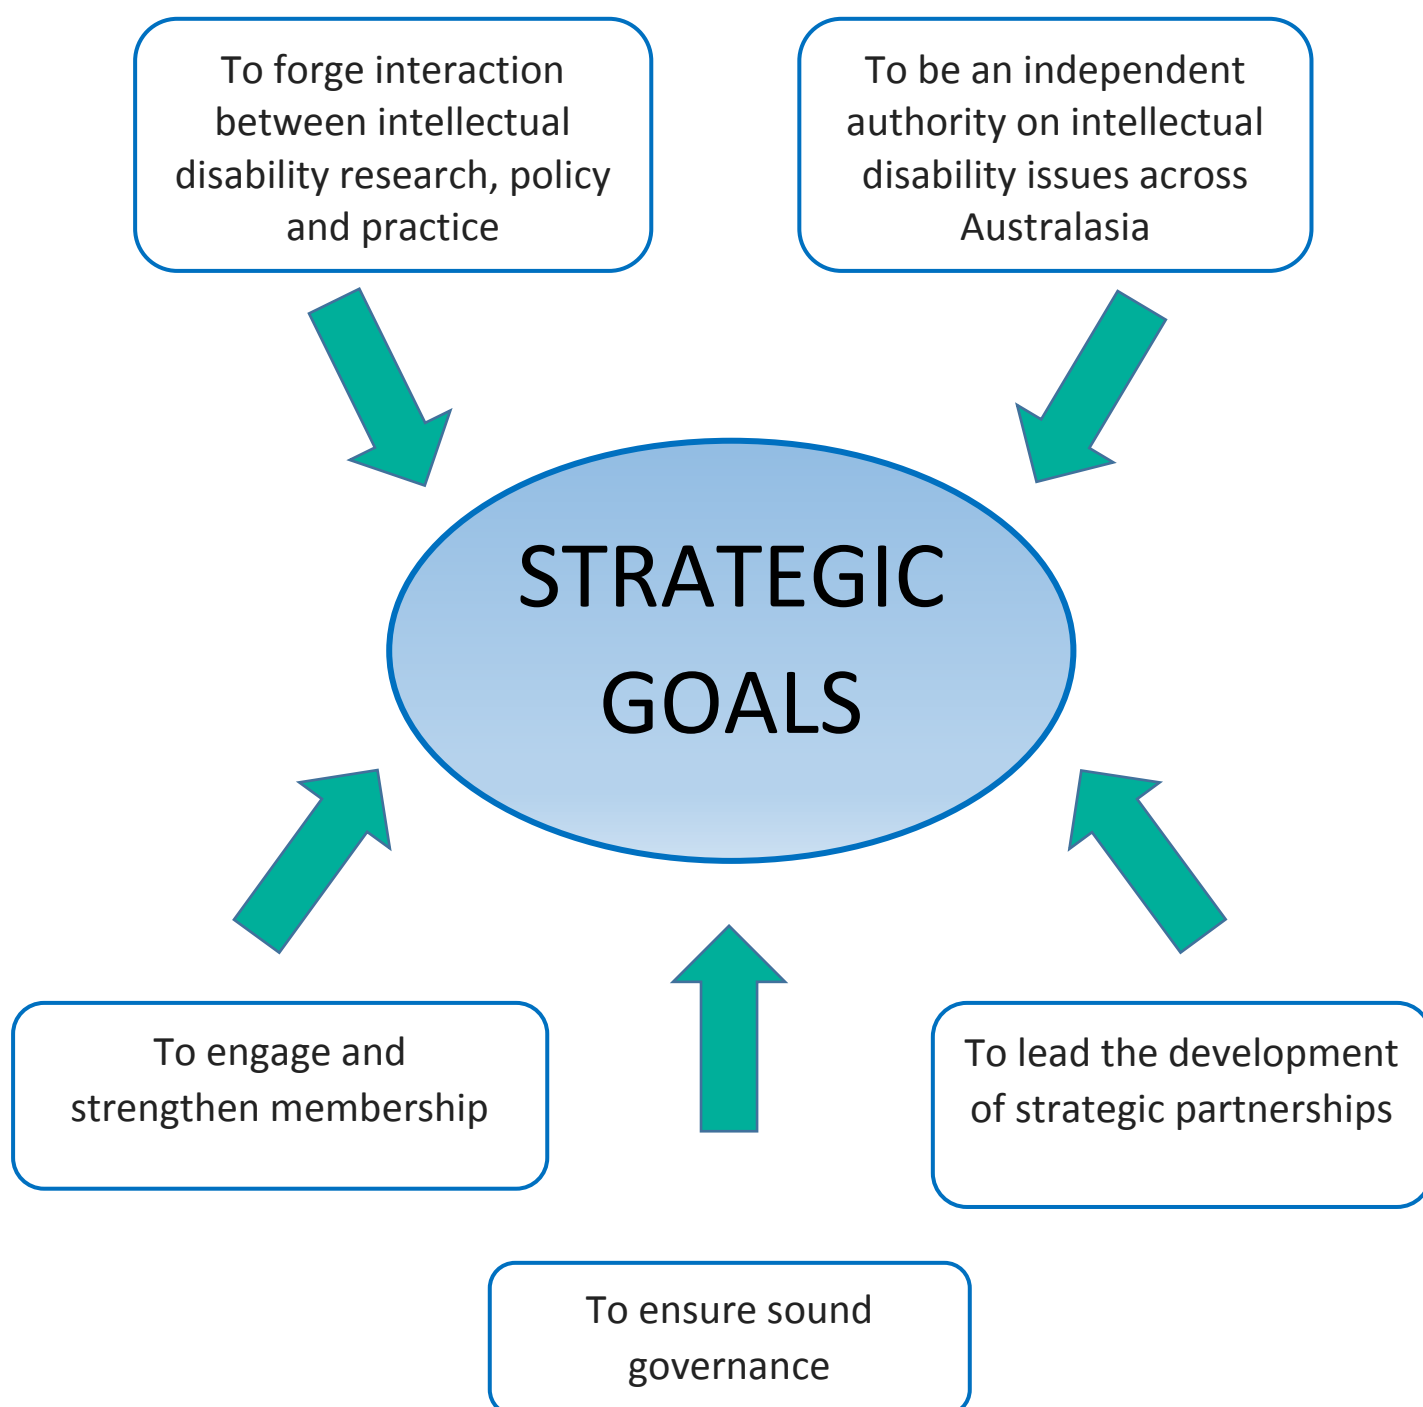 To forge interaction
between intellectual
disability research, policy
and practice
To be an independent
authority on intellectual
disability issues across
Australasia
STRATEGIC
GOALS
To engage and
strengthen membership
To lead the development
of strategic partnerships
To ensure sound
governance